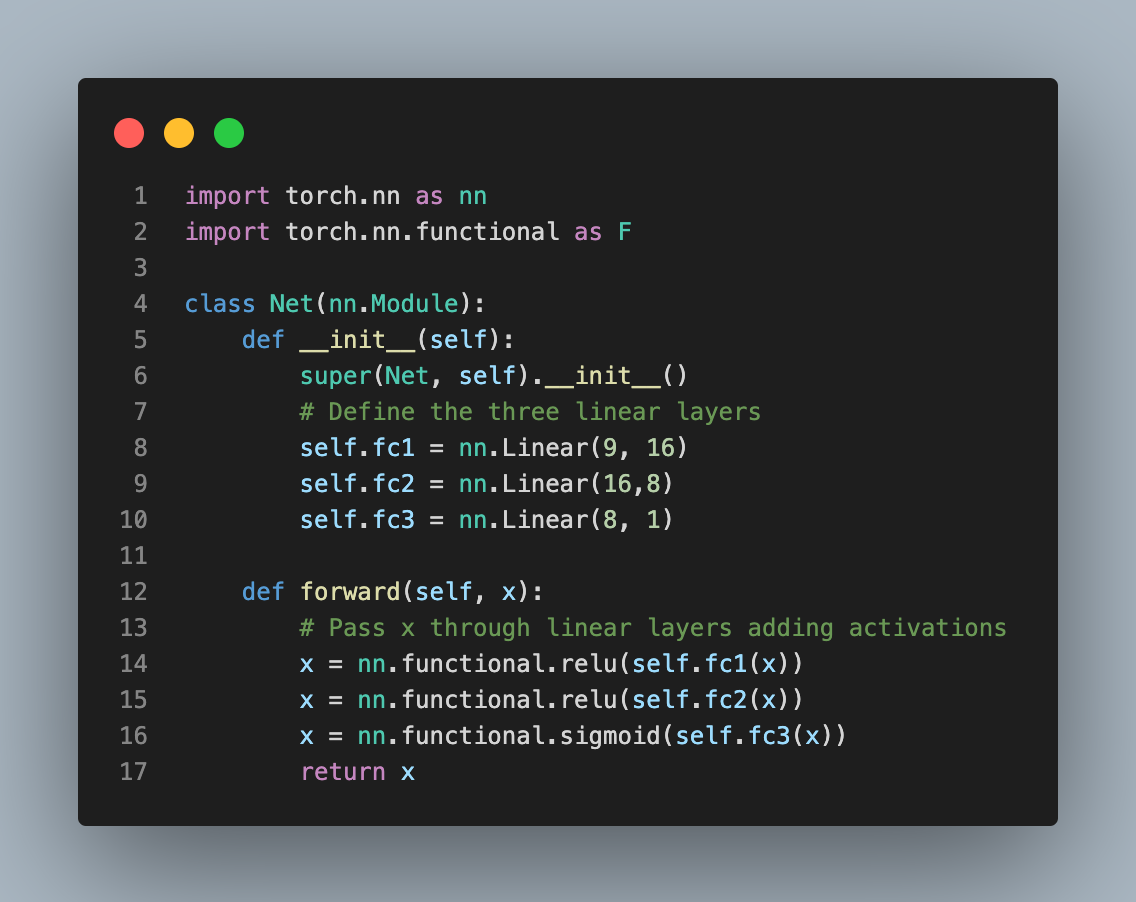 1 import torch.nn as nn
2 import torch.nn.functional as F
3
4 class Net(nn.Module):
5     def __init__(self):
6         super(Net, self).__init__()
7         # Define the three linear layers
8         self.fc1 = nn.Linear(9, 16)
9         self.fc2 = nn.Linear(16,8)
10         self.fc3 = nn.Linear(8, 1)
11
12     def forward(self, x):
13         # Pass x through linear layers adding activations
14         x = nn.functional.relu(self.fc1(x))
15         x = nn.functional.relu(self.fc2(x))
16         x = nn.functional.sigmoid(self.fc3(x))
17         return x